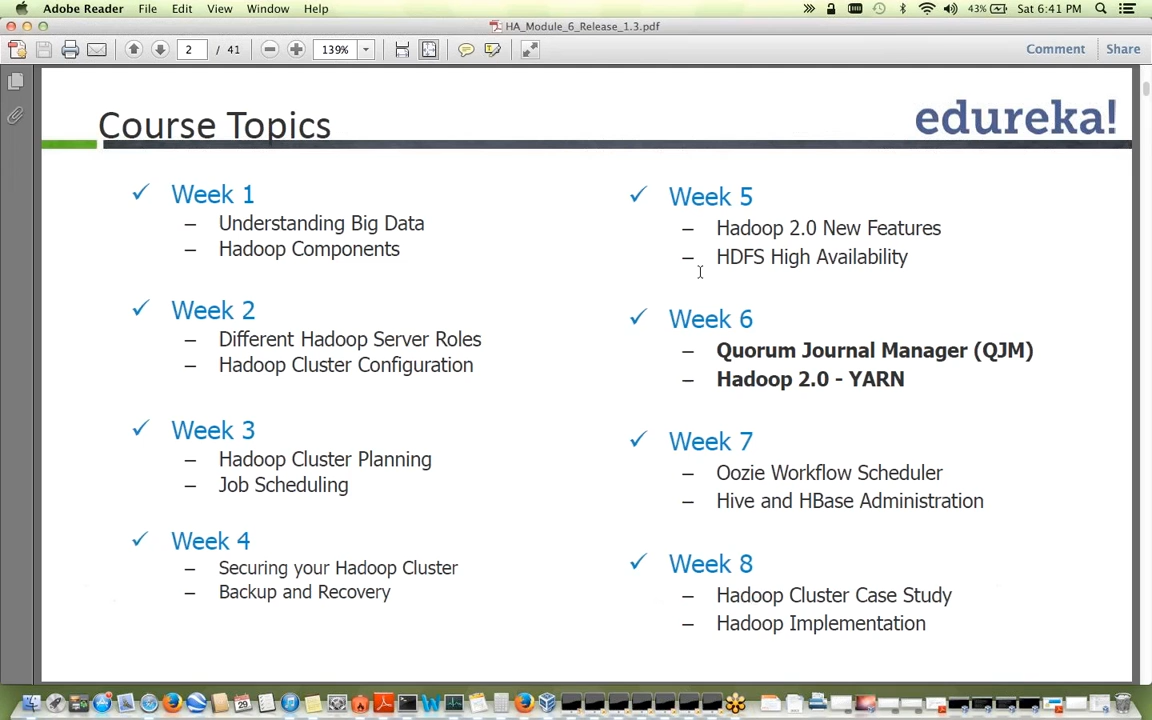 Adobe Reader File Edit View Window Help 43% Sat 6:41 PM
HA_Module_6_Release_1.3.pdf
2 / 41 139% Comment Share
Course Topics
edureka!
Week 1
– Understanding Big Data
– Hadoop Components
Week 2
– Different Hadoop Server Roles
– Hadoop Cluster Configuration
Week 3
– Hadoop Cluster Planning
– Job Scheduling
Week 4
– Securing your Hadoop Cluster
– Backup and Recovery
Week 5
– Hadoop 2.0 New Features
– HDFS High Availability
Week 6
– Quorum Journal Manager (QJM)
– Hadoop 2.0 - YARN
Week 7
– Oozie Workflow Scheduler
– Hive and HBase Administration
Week 8
– Hadoop Cluster Case Study
– Hadoop Implementation